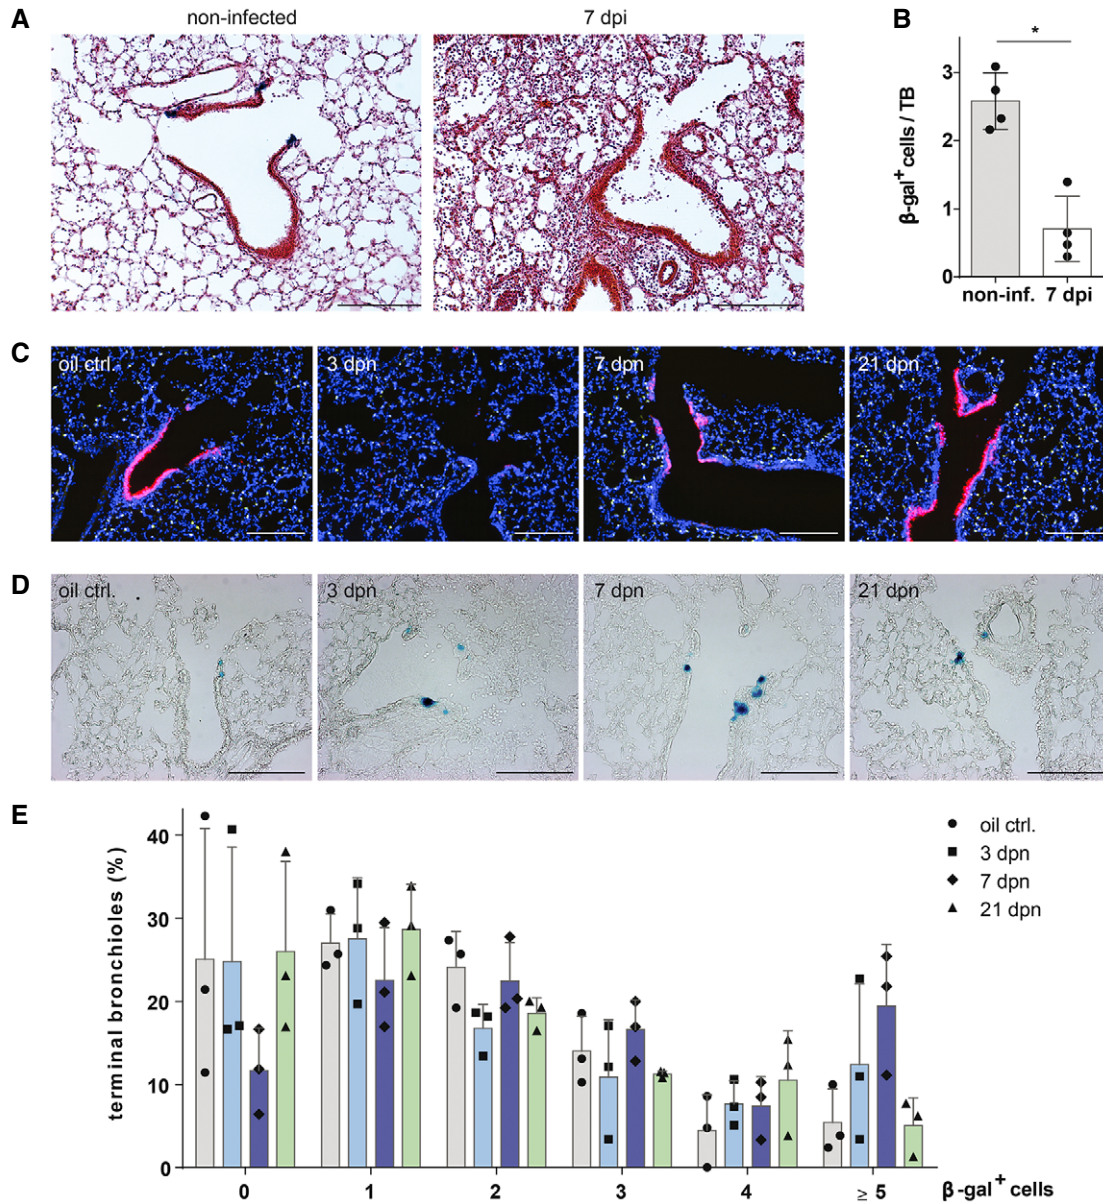 A
non-infected
7 dpi
B
*
3
2
1
0
β-gal+ cells / TB
non-inf.
7 dpi
C
oil ctrl.
3 dpn
7 dpn
21 dpn
D
oil ctrl.
3 dpn
7 dpn
21 dpn
E
terminal bronchioles (%)
40
30
20
10
0
oil ctrl.
3 dpn
7 dpn
21 dpn
0 1 2 3 4 ≥ 5 β-gal+ cells